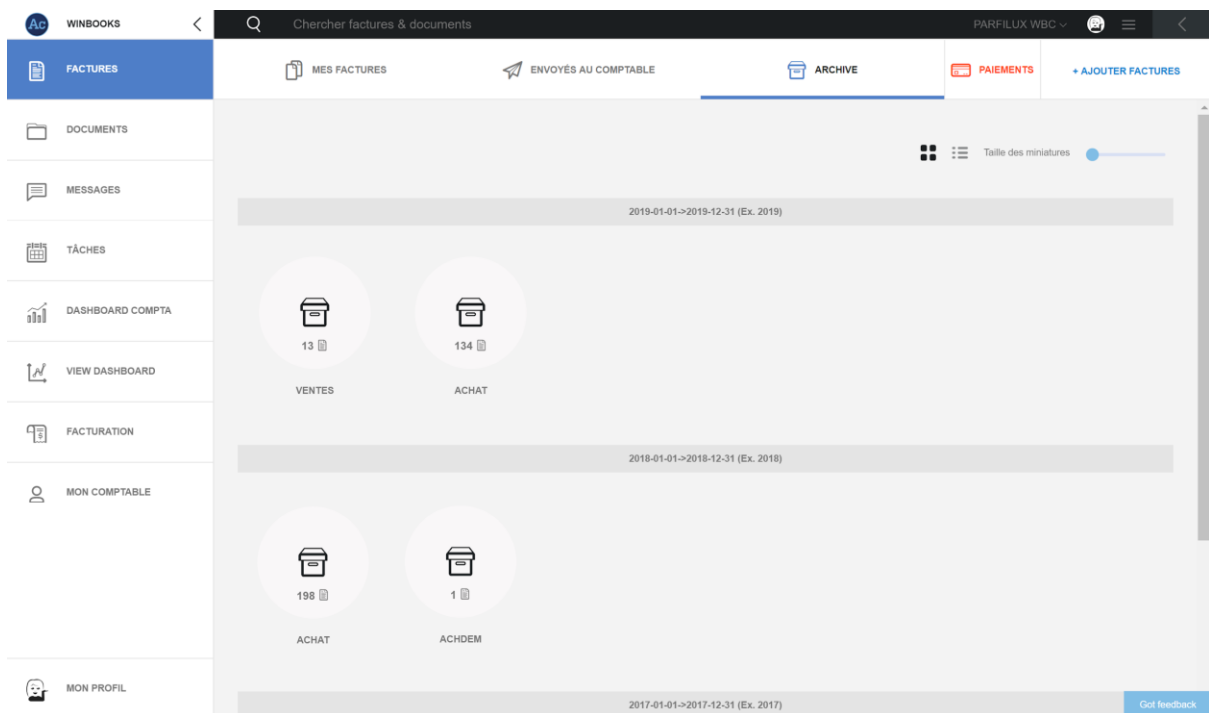 Ac WINBOOKS
Chercher factures & documents
PARFILUX WBC
FACTURES
MES FACTURES
ENVOYÉS AU COMPTABLE
ARCHIVE
PAIEMENTS
+ AJOUTER FACTURES
DOCUMENTS
MESSAGES
TÂCHES
DASHBOARD COMPTA
VIEW DASHBOARD
FACTURATION
MON COMPTABLE
MON PROFIL
Taille des miniatures
2019-01-01->2019-12-31 (Ex. 2019)
13
134
VENTES
ACHAT
2018-01-01->2018-12-31 (Ex. 2018)
198
1
ACHAT
ACHDEM
2017-01-01->2017-12-31 (Ex. 2017)
Got feedback